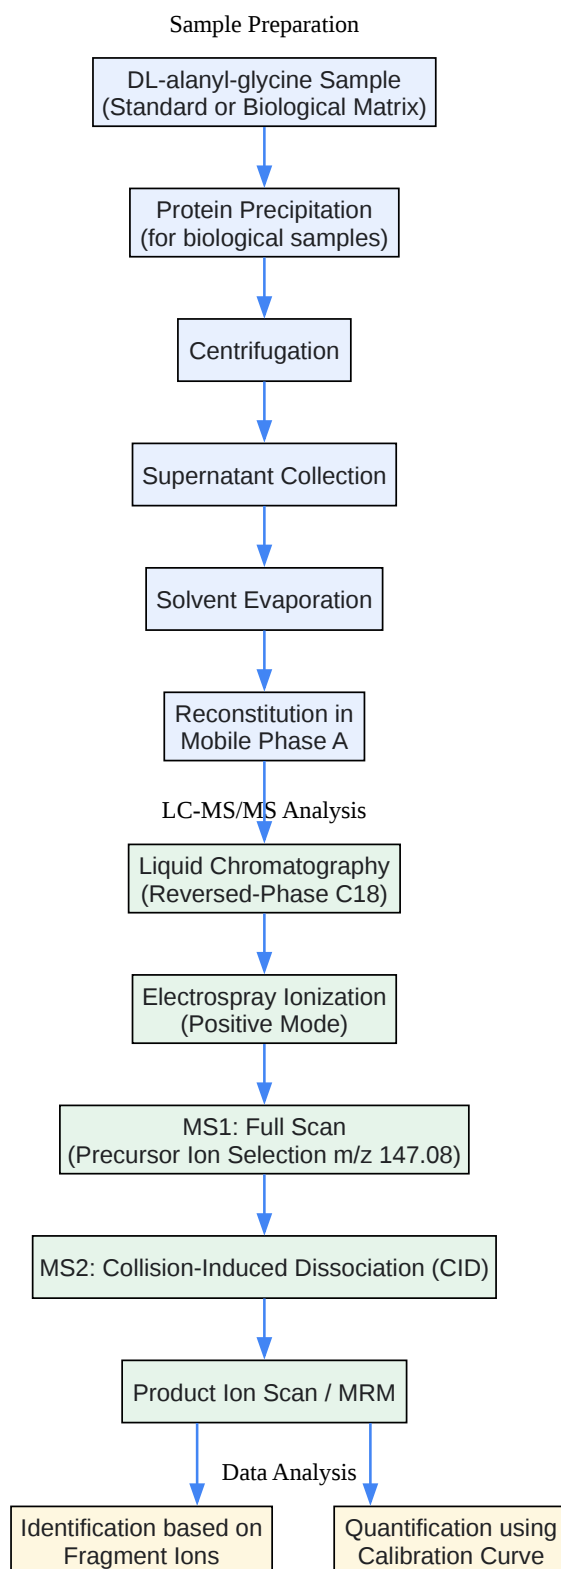 Sample Preparation
DL-alanyl-glycine Sample
(Standard or Biological Matrix)
Protein Precipitation
(for biological samples)
Centrifugation
Supernatant Collection
Solvent Evaporation
Reconstitution in
Mobile Phase A
LC-MS/MS Analysis
Liquid Chromatography
(Reversed-Phase C18)
Electrospray Ionization
(Positive Mode)
MS1: Full Scan
(Precursor Ion Selection m/z 147.08)
MS2: Collision-Induced Dissociation (CID)
Product Ion Scan / MRM
Data Analysis
Identification based on
Fragment Ions
Quantification using
Calibration Curve